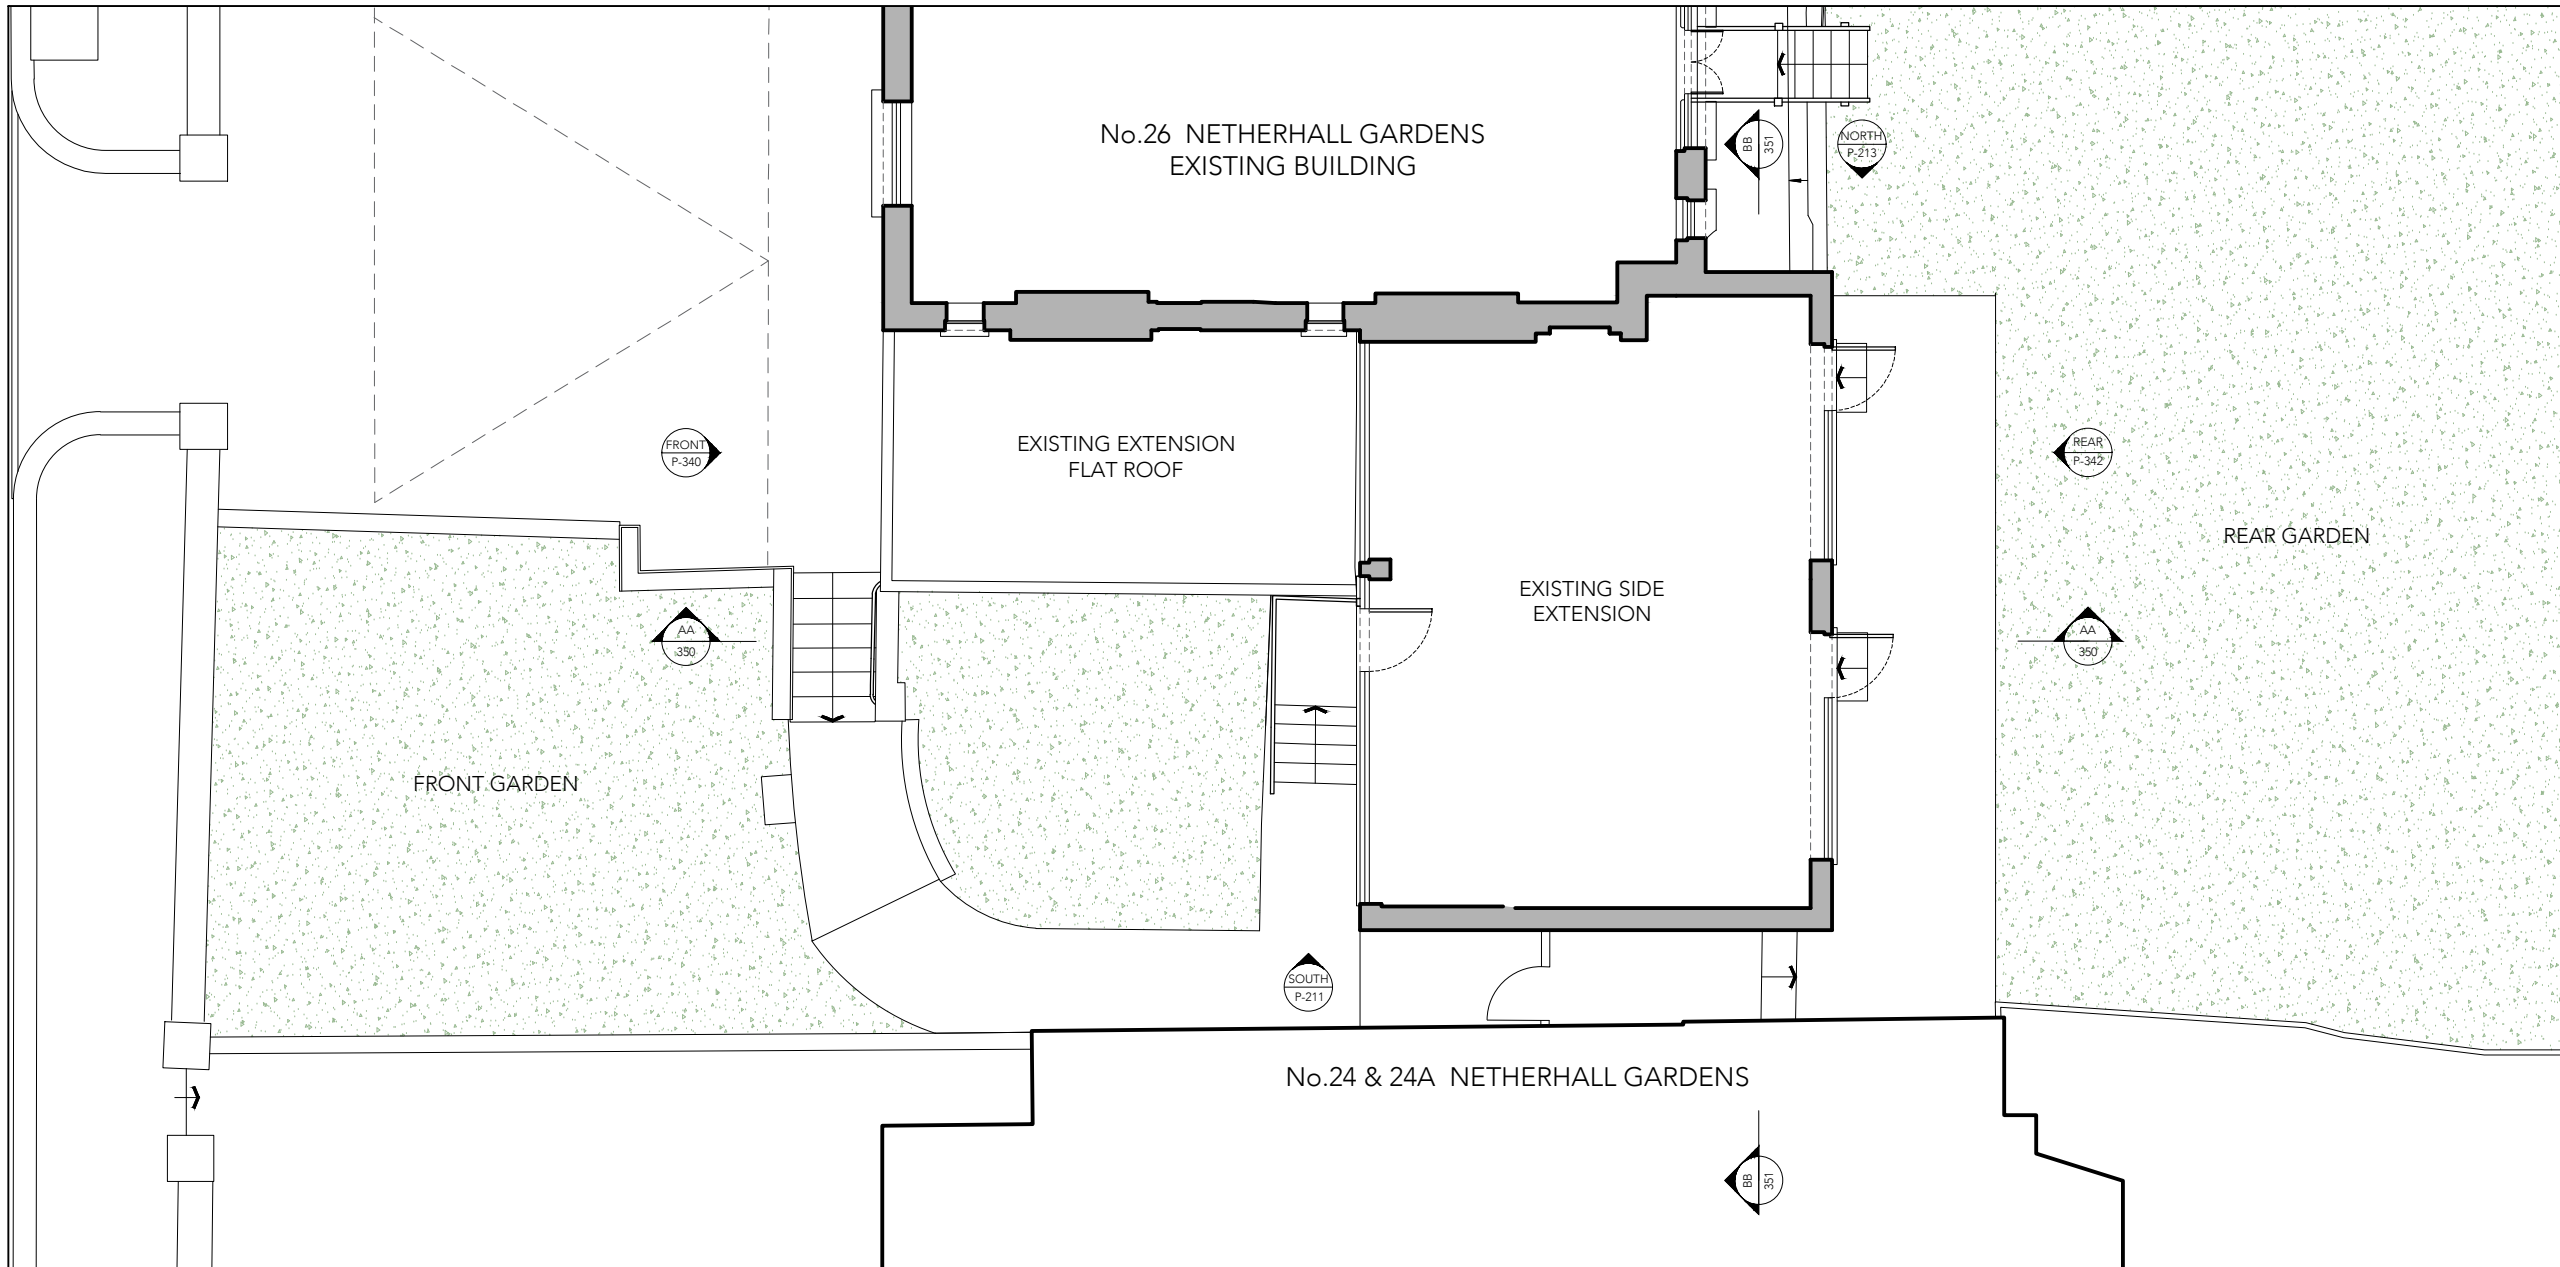 No.26 NETHERHALL GARDENS
EXISTING BUILDING
BB
351
NORTH
P-213
FRONT
P-340
EXISTING EXTENSION
FLAT ROOF
REAR
P-342
REAR GARDEN
EXISTING SIDE
EXTENSION
AA
350
AA
350
FRONT GARDEN
SOUTH
P-211
No.24 & 24A NETHERHALL GARDENS
BB
351